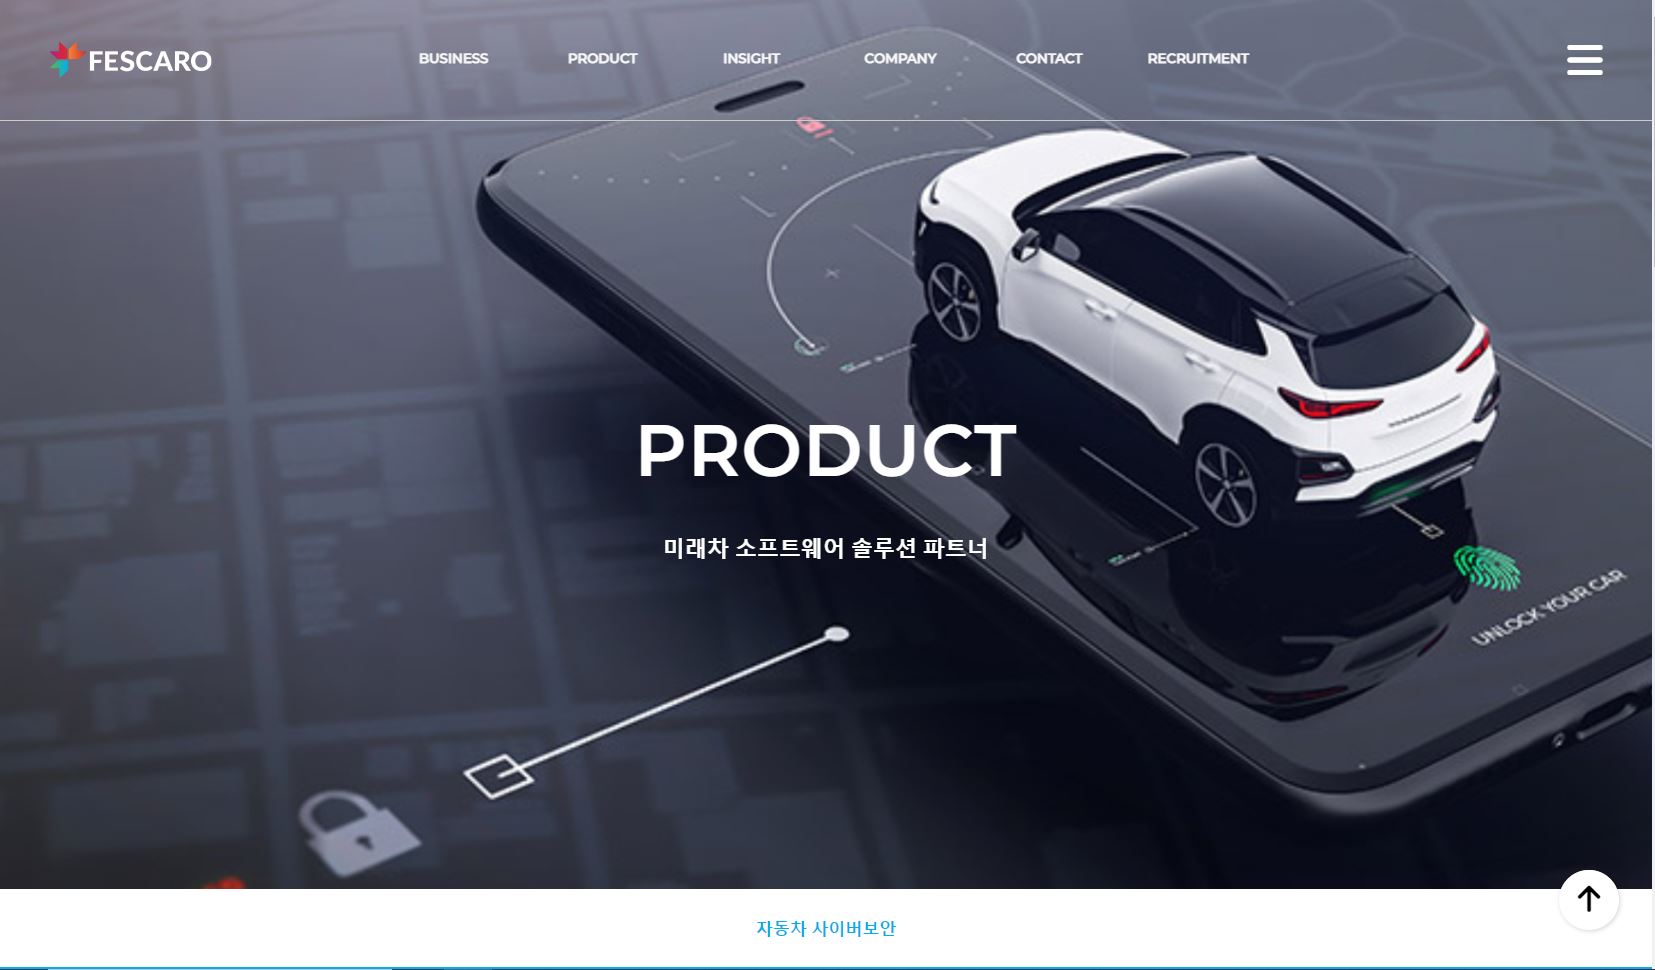 FESCARO
BUSINESS
PRODUCT
INSIGHT
COMPANY
CONTACT
RECRUITMENT
PRODUCT
미래차 소프트웨어 솔루션 파트너
UNLOCK YOUR CAR
자동차 사이버보안